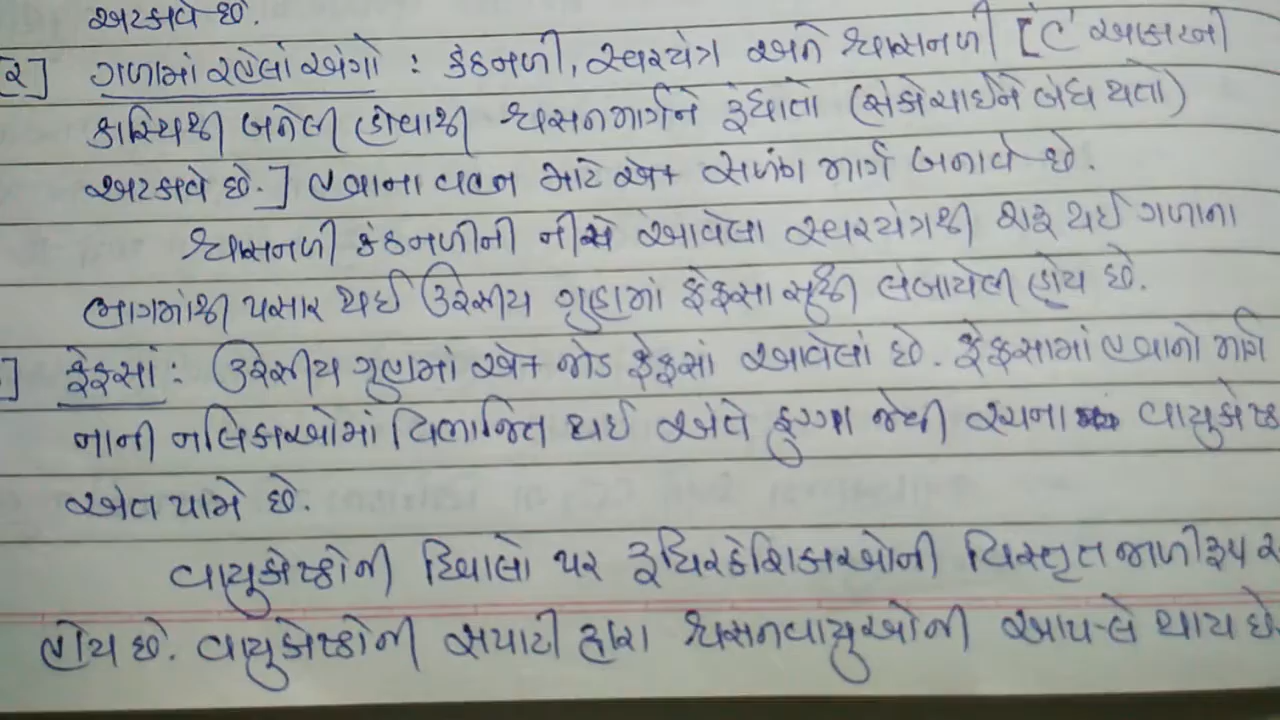 અટકાવે છે.
[૨] ગળામાં રહેલાં અંગો : કંઠનળી, સ્વરયંત્ર અને શ્વાસનળી ['C' આકારની
કાસ્થિથી બનેલી હોવાથી શ્વસનમાર્ગને રૂંધાતો (સંકોચાઈને બંધ થતો)
અટકાવે છે.] હવાના વહન માટે એક સળંગ માર્ગ બનાવે છે.
શ્વાસનળી કંઠનળીની નીચે આવેલા સ્વરયંત્રથી શરૂ થઈ ગળાના
ભાગમાંથી પસાર થઈ ઉરસીય ગુહામાં ફેફસા સુધી લંબાયેલી હોય છે.
] ફેફસાં : ઉરસીય ગુહામાં એક જોડ ફેફસાં આવેલાં છે. ફેફસામાં હવાનો માર્ગ
નાની નલિકાઓમાં વિભાજિત થઈ અંતે ફુગ્ગા જેવી રચના વાયુકોષ્ઠ
અંત પામે છે.
વાયુકોષ્ઠોની દિવાલો પર રૂધિરકેશિકાઓની વિસ્તૃત જાળીરૂપ ર
હોય છે. વાયુકોષ્ઠોની સપાટી દ્વારા શ્વસનવાયુઓની આપ-લે થાય છે